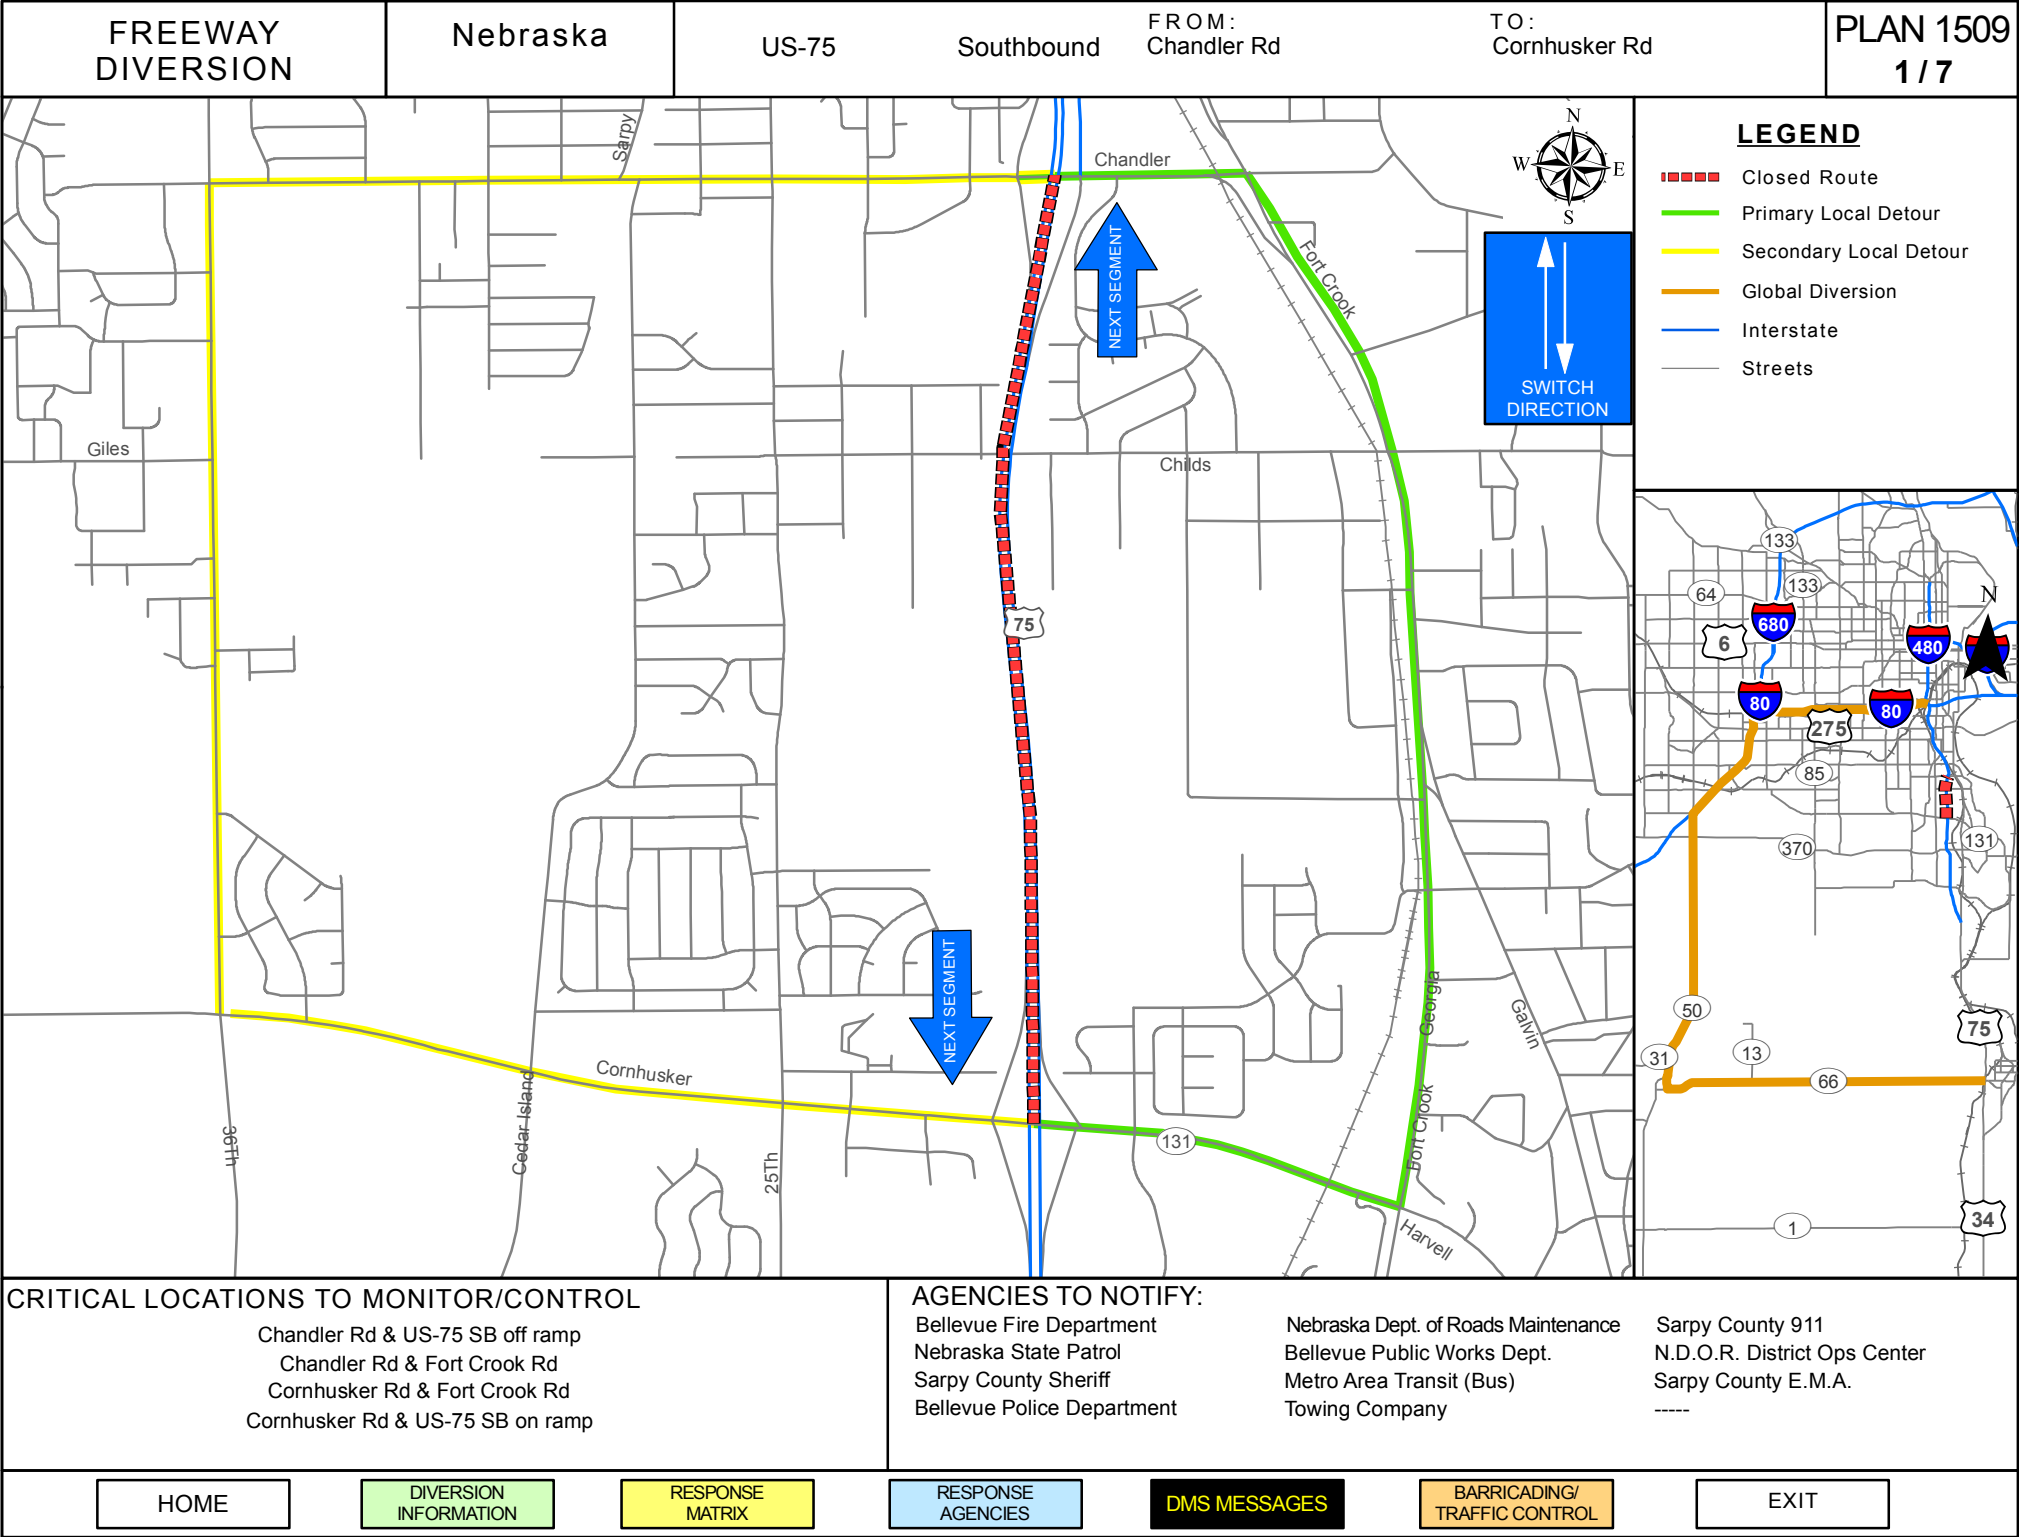 FREEWAY
DIVERSION
Nebraska
US-75
Southbound
FROM:
Chandler Rd
TO:
Cornhusker Rd
PLAN 1509
1 / 7
Sarpy
Chandler
N
W
E
S
Fort Crook
NEXT SEGMENT
SWITCH
DIRECTION
Giles
Childs
75
NEXT SEGMENT
Georgia
Galvin
Cornhusker
Cedar Island
36Th
25Th
131
Fort Crook
Harvell
LEGEND
Closed Route
Primary Local Detour
Secondary Local Detour
Global Diversion
Interstate
Streets
133
133
64
N
680
6
480
80
80
275
85
131
370
50
75
31
13
66
34
1
CRITICAL LOCATIONS TO MONITOR/CONTROL
Chandler Rd & US-75 SB off ramp
Chandler Rd & Fort Crook Rd
Cornhusker Rd & Fort Crook Rd
Cornhusker Rd & US-75 SB on ramp
AGENCIES TO NOTIFY:
Bellevue Fire Department
Nebraska State Patrol
Sarpy County Sheriff
Bellevue Police Department
Nebraska Dept. of Roads Maintenance
Bellevue Public Works Dept.
Metro Area Transit (Bus)
Towing Company
Sarpy County 911
N.D.O.R. District Ops Center
Sarpy County E.M.A.
-----
HOME
DIVERSION
INFORMATION
RESPONSE
MATRIX
RESPONSE
AGENCIES
DMS MESSAGES
BARRICADING/
TRAFFIC CONTROL
EXIT